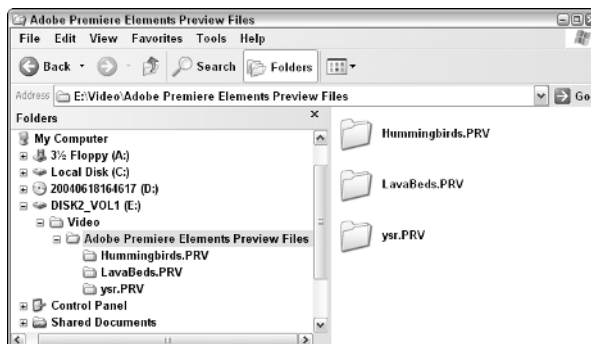 Adobe Premiere Elements Preview Files
File Edit View Favorites Tools Help
Back Search Folders
Address E:\Video\Adobe Premiere Elements Preview Files Go
Folders x
My Computer
3½ Floppy (A:)
Local Disk (C:)
20040618164617 (D:)
DISK2_VOL1 (E:)
Video
Adobe Premiere Elements Preview Files
Hummingbirds.PRV
LavaBeds.PRV
ysr.PRV
Control Panel
Shared Documents
Hummingbirds.PRV
LavaBeds.PRV
ysr.PRV